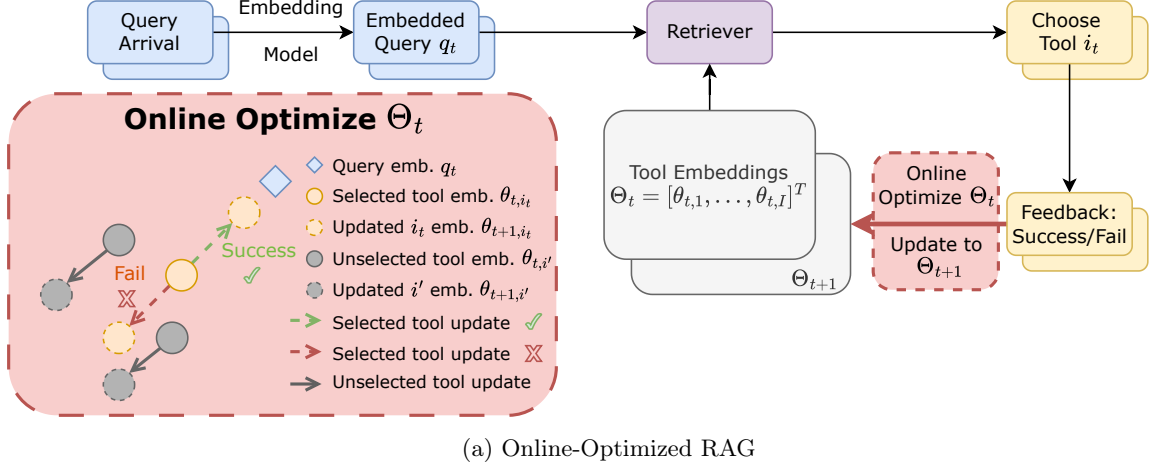 Query
Arrival
Embedding
Model
Embedded
Query q_t
Retriever
Choose
Tool i_t
Online Optimize Θ_t
Query emb. q_t
Selected tool emb. θ_{t,i_t}
Updated i_t emb. θ_{t+1,i_t}
Unselected tool emb. θ_{t,i'}
Updated i' emb. θ_{t+1,i'}
Selected tool update
Selected tool update
Unselected tool update
Success
Fail
Tool Embeddings
Θ_t = [θ_{t,1}, . . . , θ_{t,I}]^T
Θ_{t+1}
Online
Optimize Θ_t
Update to
Θ_{t+1}
Feedback:
Success/Fail
(a) Online-Optimized RAG